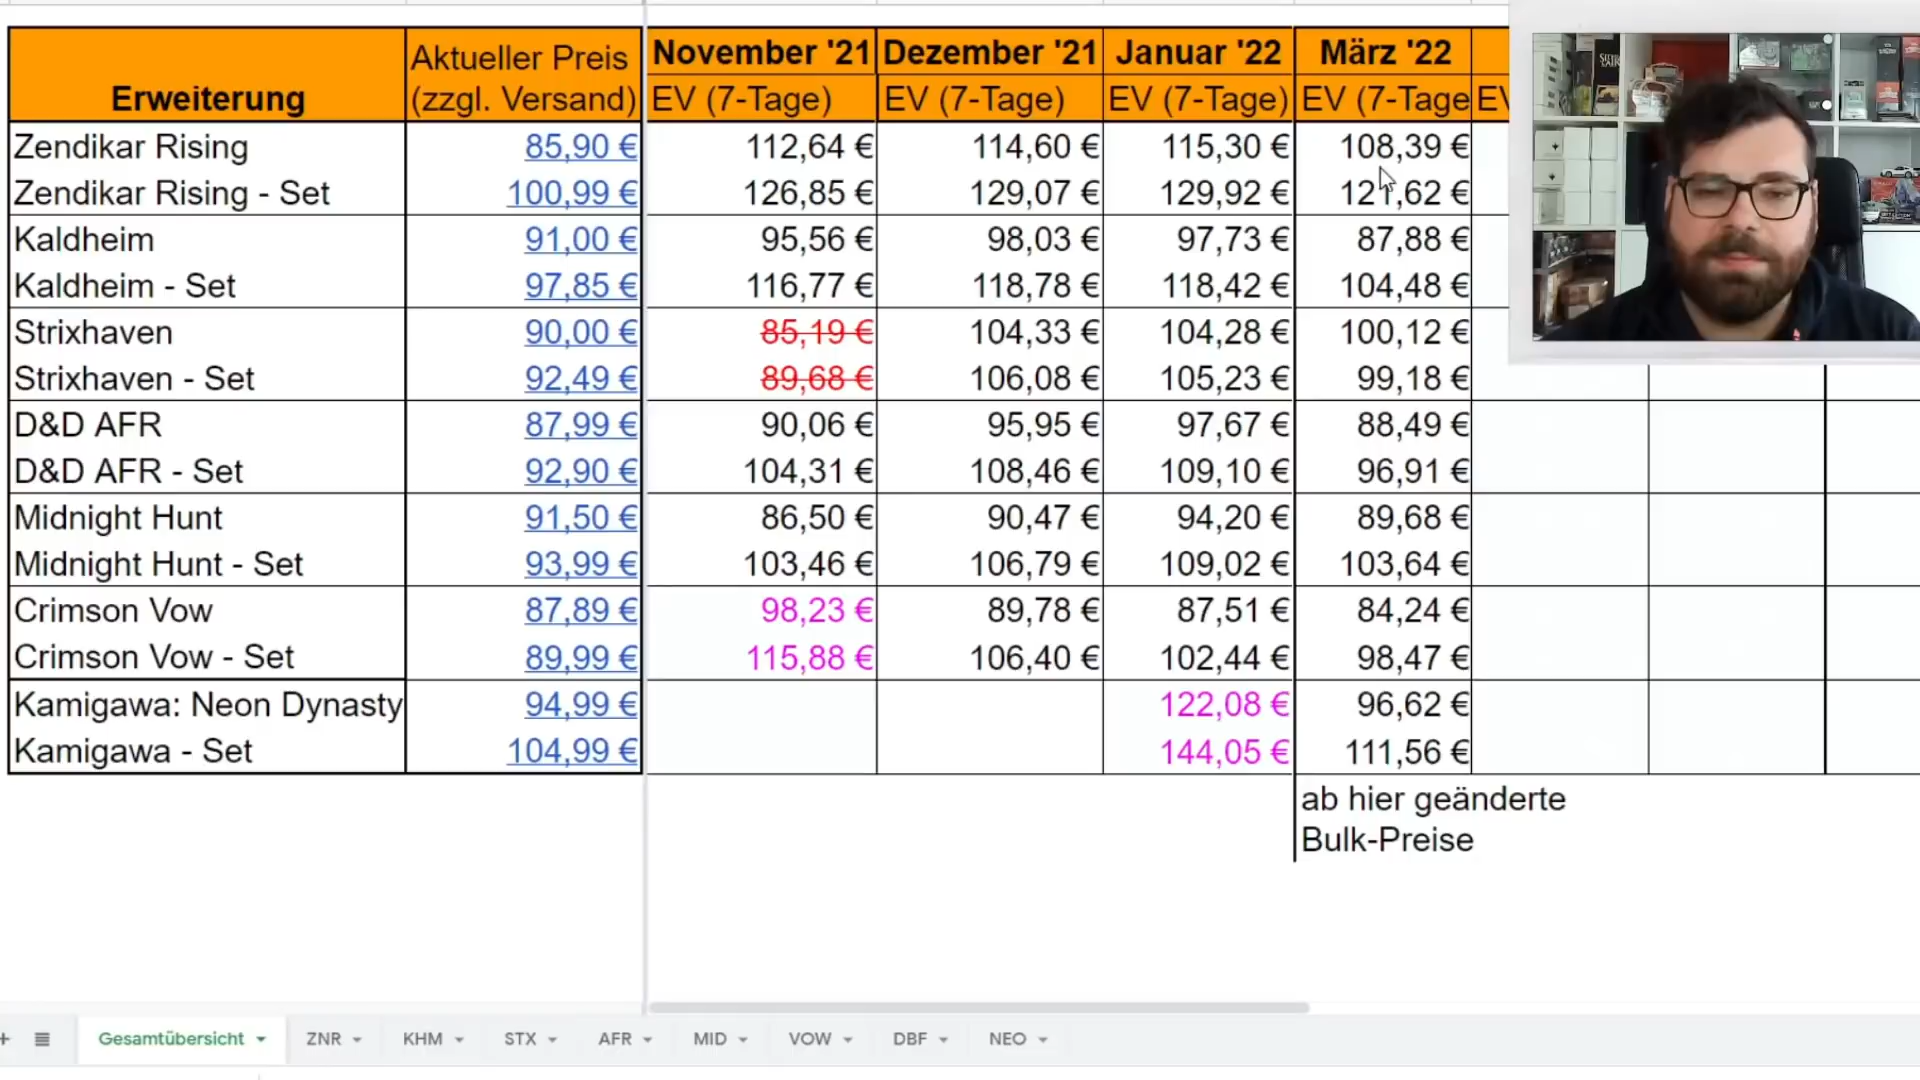 Erweiterung Aktueller Preis (zzgl. Versand) November '21 Dezember '21 Januar '22 März '22
EV (7-Tage) EV (7-Tage) EV (7-Tage) EV (7-Tage EV
Zendikar Rising 85,90 € 112,64 € 114,60 € 115,30 € 108,39 €
Zendikar Rising - Set 100,99 € 126,85 € 129,07 € 129,92 € 121,62 €
Kaldheim 91,00 € 95,56 € 98,03 € 97,73 € 87,88 €
Kaldheim - Set 97,85 € 116,77 € 118,78 € 118,42 € 104,48 €
Strixhaven 90,00 € 85,19 € 104,33 € 104,28 € 100,12 €
Strixhaven - Set 92,49 € 89,68 € 106,08 € 105,23 € 99,18 €
D&D AFR 87,99 € 90,06 € 95,95 € 97,67 € 88,49 €
D&D AFR - Set 92,90 € 104,31 € 108,46 € 109,10 € 96,91 €
Midnight Hunt 91,50 € 86,50 € 90,47 € 94,20 € 89,68 €
Midnight Hunt - Set 93,99 € 103,46 € 106,79 € 109,02 € 103,64 €
Crimson Vow 87,89 € 98,23 € 89,78 € 87,51 € 84,24 €
Crimson Vow - Set 89,99 € 115,88 € 106,40 € 102,44 € 98,47 €
Kamigawa: Neon Dynasty 94,99 € 122,08 € 96,62 €
Kamigawa - Set 104,99 € 144,05 € 111,56 €
ab hier geänderte
Bulk-Preise
+ Gesamtübersicht ZNR KHM STX AFR MID VOW DBF NEO